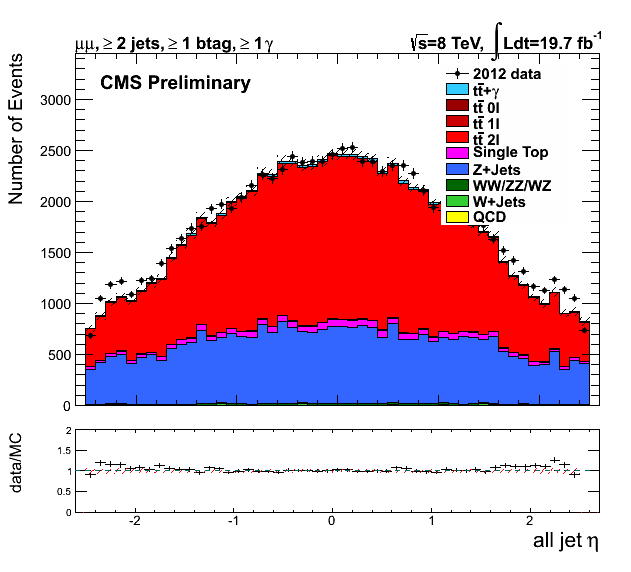 μμ, ≥ 2 jets, ≥ 1 btag, ≥ 1 γ
√s=8 TeV, ∫ Ldt=19.7 fb⁻¹
CMS Preliminary
2012 data
tt̄+γ
tt̄ 0l
tt̄ 1l
tt̄ 2l
Single Top
Z+Jets
WW/ZZ/WZ
W+Jets
QCD
Number of Events
3000
2500
2000
1500
1000
500
0
data/MC
2
1.5
1
0.5
0
-2 -1 0 1 2
all jet η